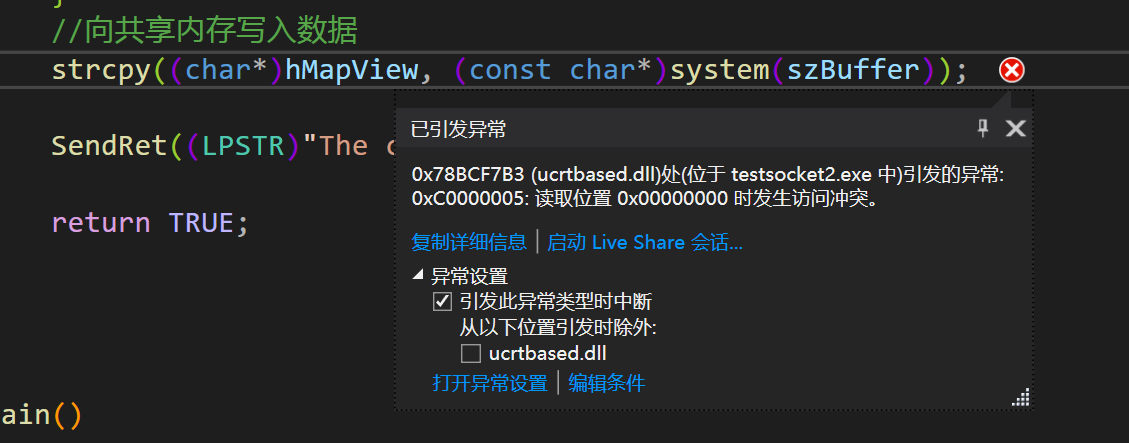 //向共享内存写入数据
strcpy((char*)hMapView, (const char*)system(szBuffer));
已引发异常
SendRet((LPSTR)"The
0x78BCF7B3 (ucrtbased.dll)处(位于 testsocket2.exe 中)引发的异常:
0xC0000005: 读取位置 0x00000000 时发生访问冲突。
return TRUE;
复制详细信息 | 启动 Live Share 会话...
异常设置
引发此异常类型时中断
从以下位置引发时除外:
ucrtbased.dll
打开异常设置 | 编辑条件
ain()